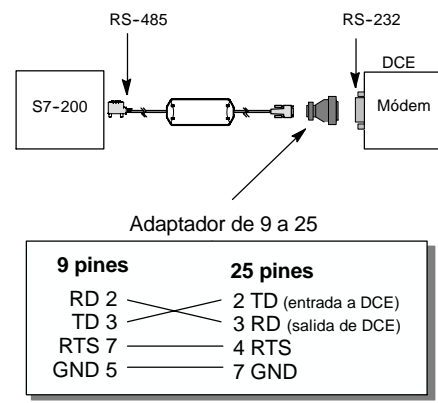 RS-485
RS-232
DCE
S7-200
Módem
Adaptador de 9 a 25
9 pines
25 pines
RD 2
2 TD (entrada a DCE)
TD 3
3 RD (salida de DCE)
RTS 7
4 RTS
GND 5
7 GND